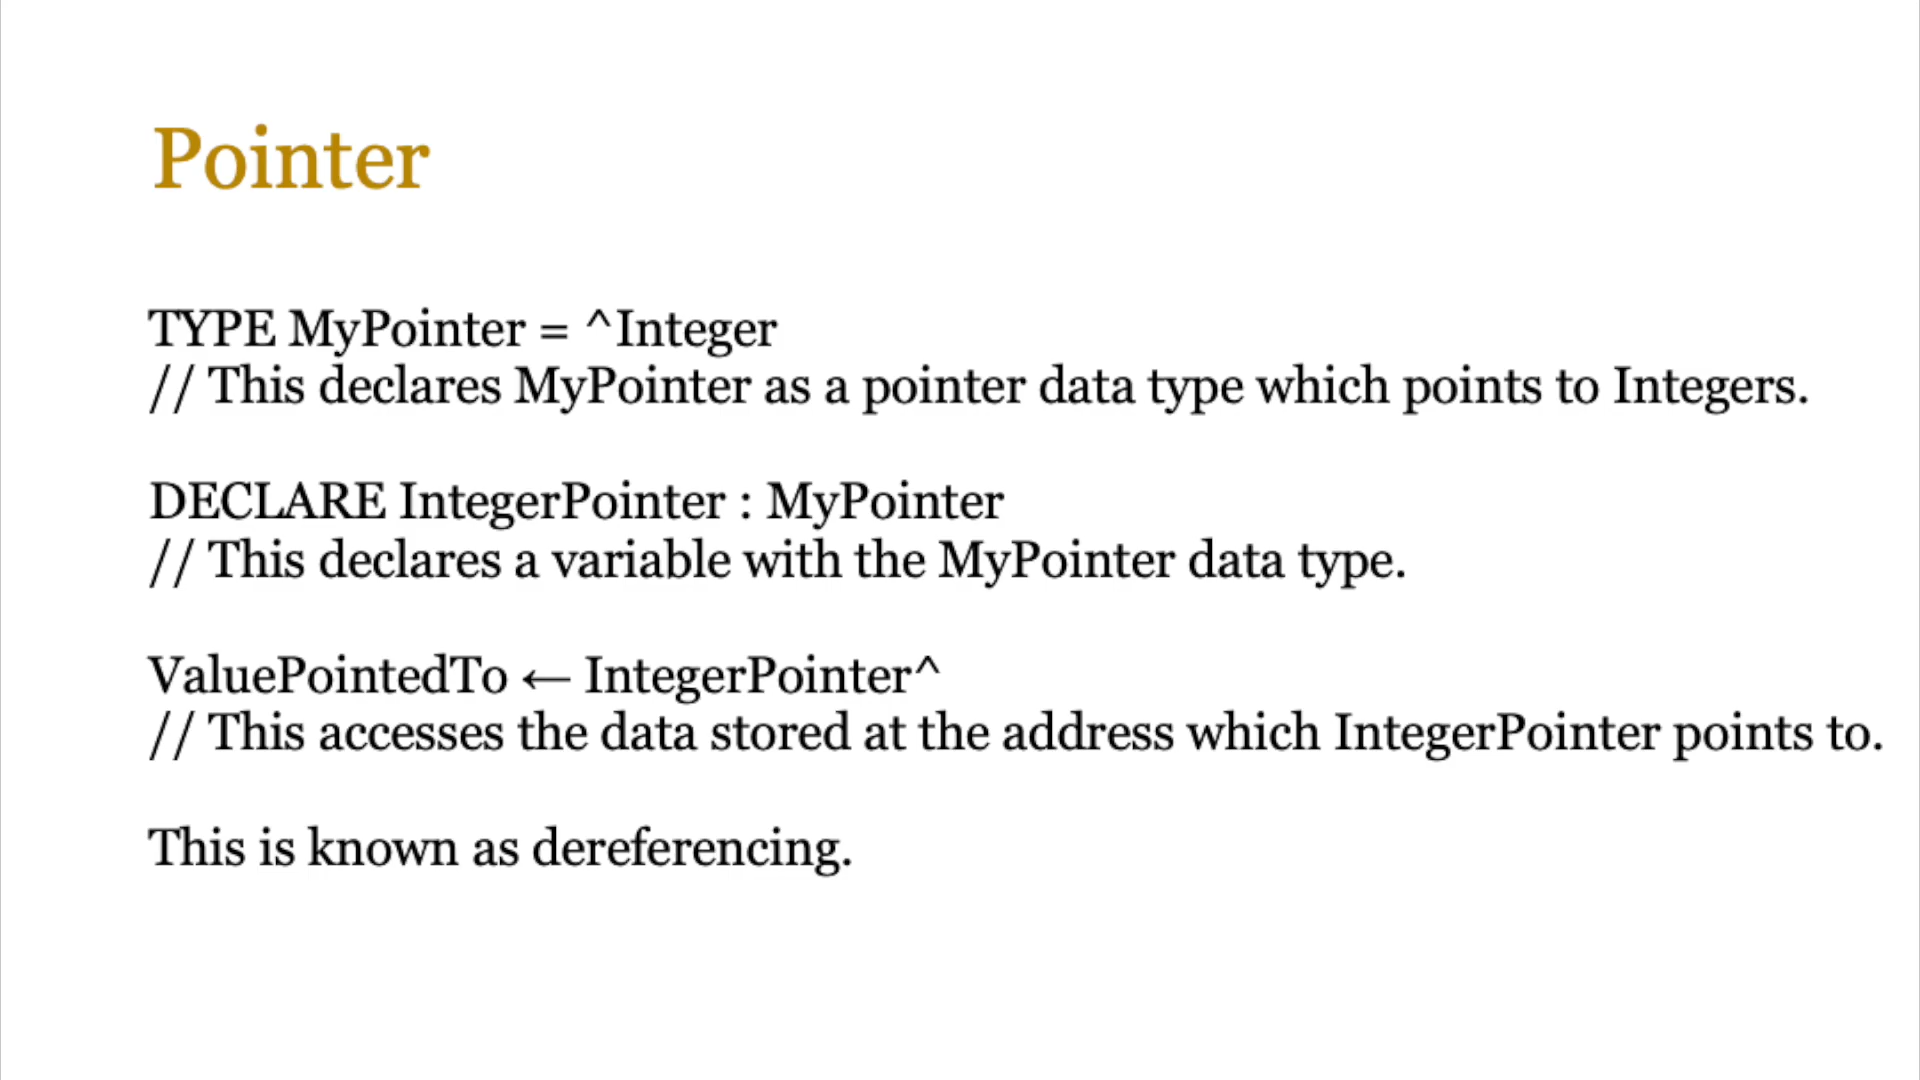 Pointer
TYPE MyPointer = ^Integer
// This declares MyPointer as a pointer data type which points to Integers.
DECLARE IntegerPointer : MyPointer
// This declares a variable with the MyPointer data type.
ValuePointedTo ← IntegerPointer^
// This accesses the data stored at the address which IntegerPointer points to.
This is known as dereferencing.